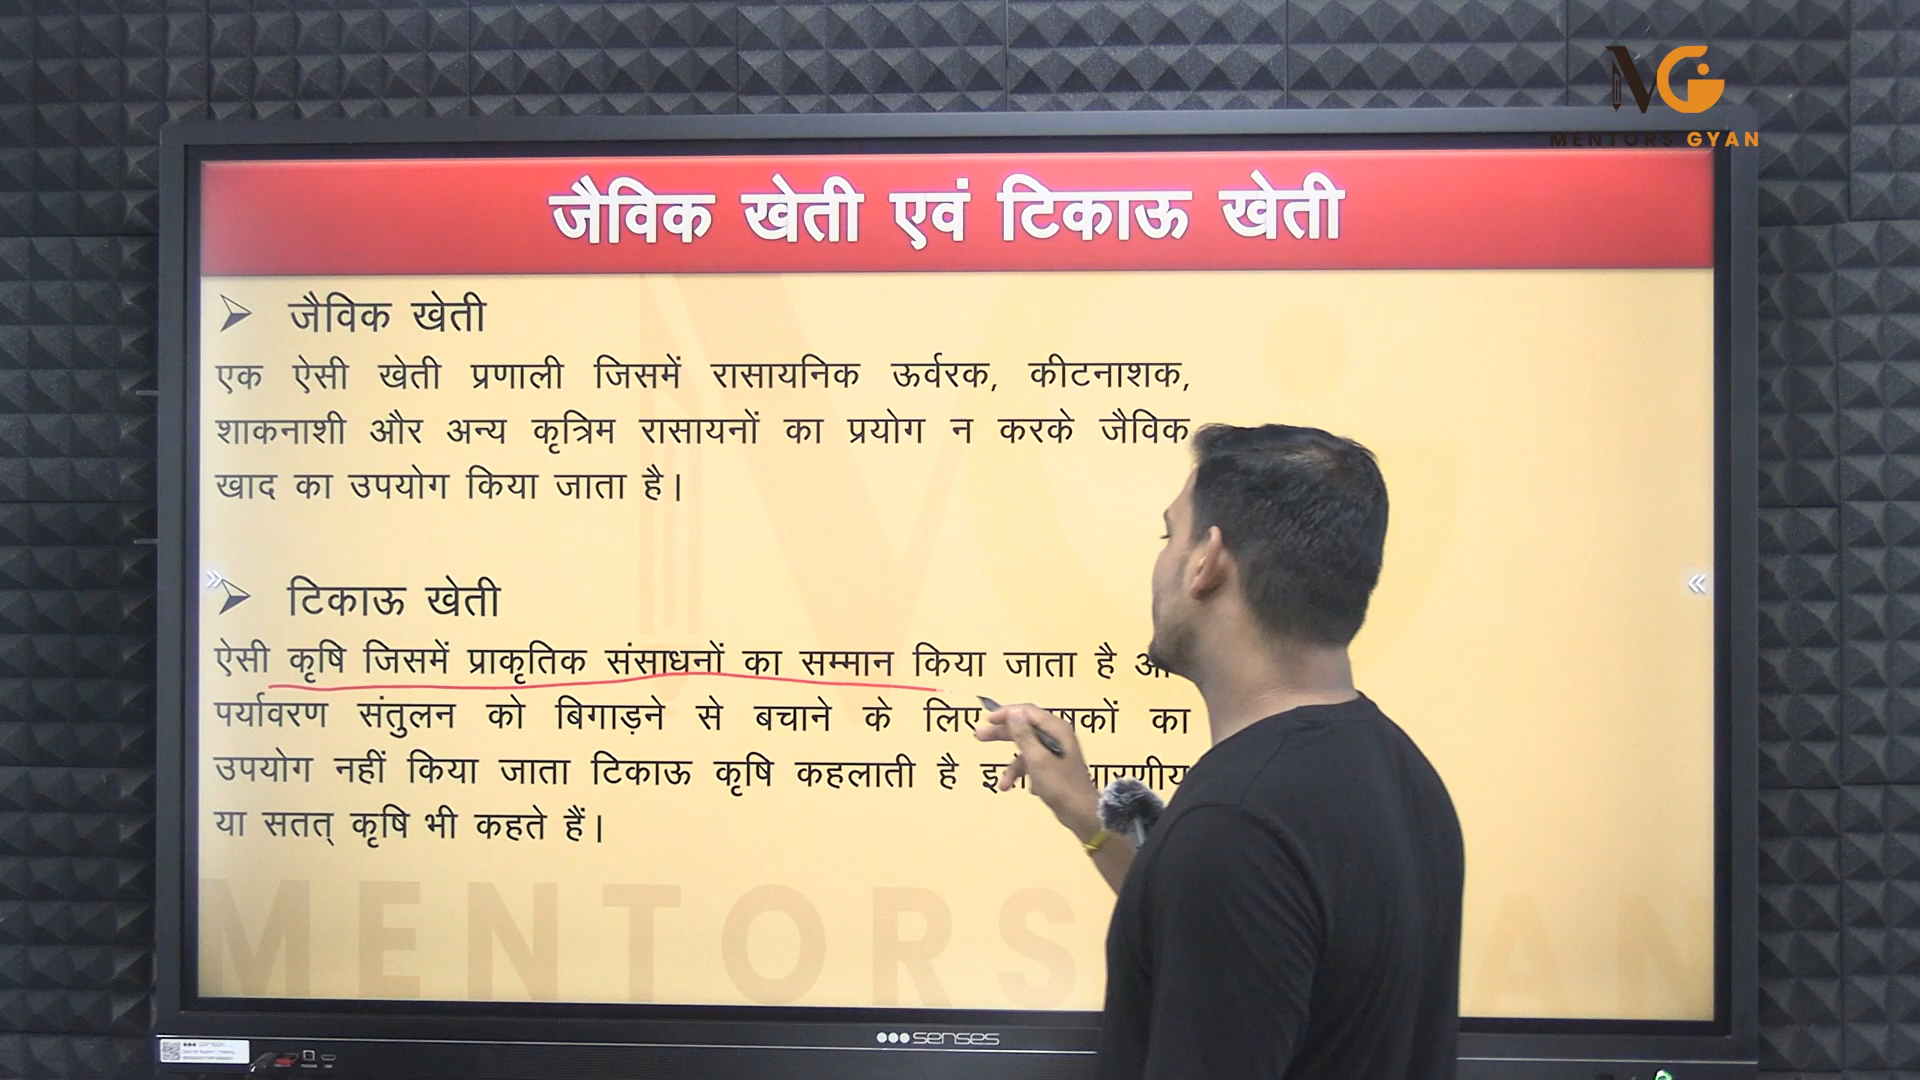 MENTORS GYAN
जैविक खेती एवं टिकाऊ खेती
जैविक खेती
एक ऐसी खेती प्रणाली जिसमें रासायनिक ऊर्वरक, कीटनाशक,
शाकनाशी और अन्य कृत्रिम रासायनों का प्रयोग न करके जैविक
खाद का उपयोग किया जाता है।
टिकाऊ खेती
ऐसी कृषि जिसमें प्राकृतिक संसाधनों का सम्मान किया जाता है
पर्यावरण संतुलन को बिगाड़ने से बचाने के लिए का
उपयोग नहीं किया जाता टिकाऊ कृषि कहलाती है
या सतत् कृषि भी कहते हैं।
MENTORS
senses